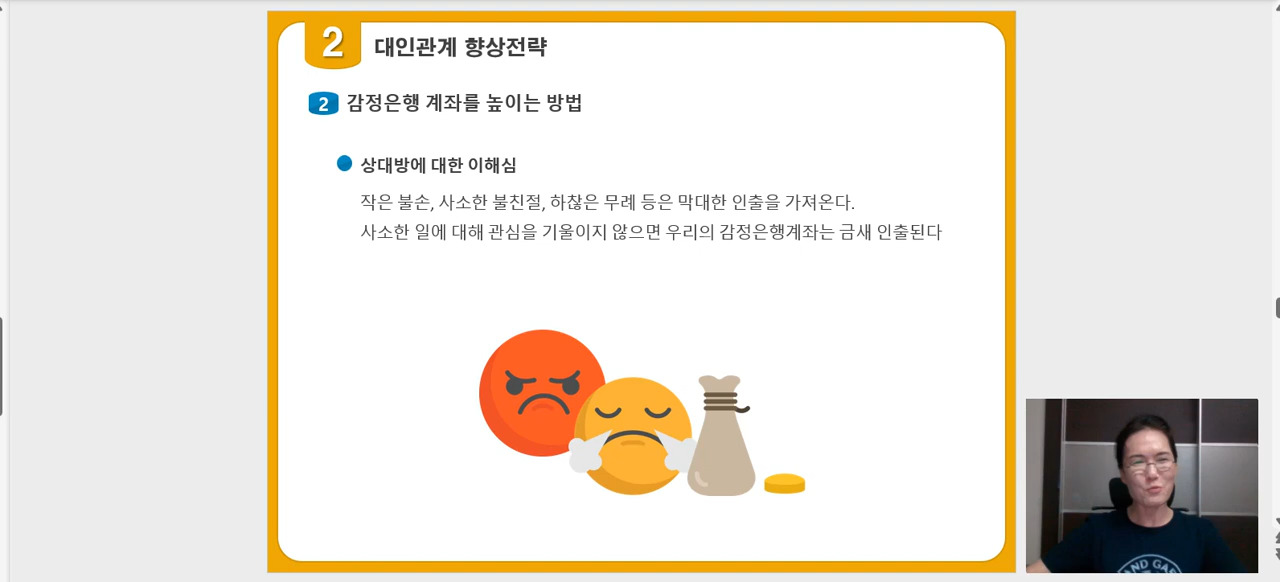 2 대인관계 향상전략
2 감정은행 계좌를 높이는 방법
상대방에 대한 이해심
작은 불손, 사소한 불친절, 하찮은 무례 등은 막대한 인출을 가져온다.
사소한 일에 대해 관심을 기울이지 않으면 우리의 감정은행계좌는 금새 인출된다